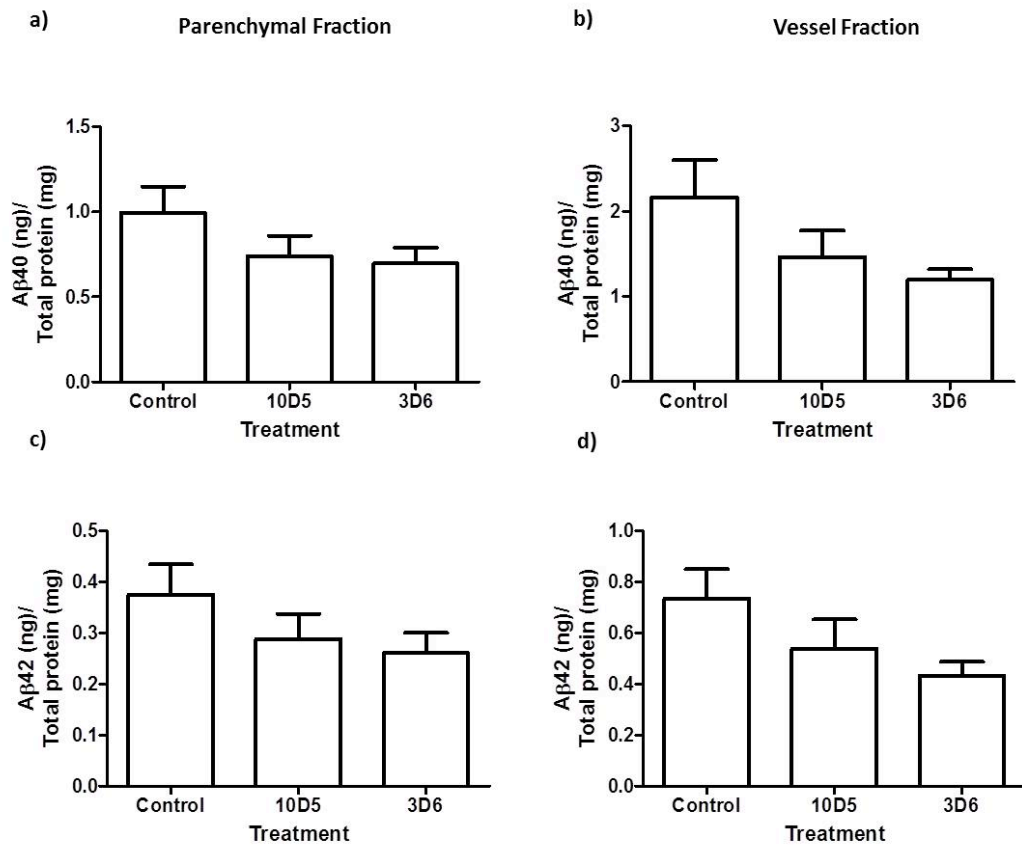 a)
Parenchymal Fraction
Aβ40 (ng)/
Total protein (mg)
1.5
1.0
0.5
0.0
Control 10D5 3D6
Treatment
b)
Vessel Fraction
Aβ40 (ng)/
Total protein (mg)
3
2
1
0
Control 10D5 3D6
Treatment
c)
Aβ42 (ng)/
Total protein (mg)
0.5
0.4
0.3
0.2
0.1
0.0
Control 10D5 3D6
Treatment
d)
Aβ42 (ng)/
Total protein (mg)
1.0
0.8
0.6
0.4
0.2
0.0
Control 10D5 3D6
Treatment